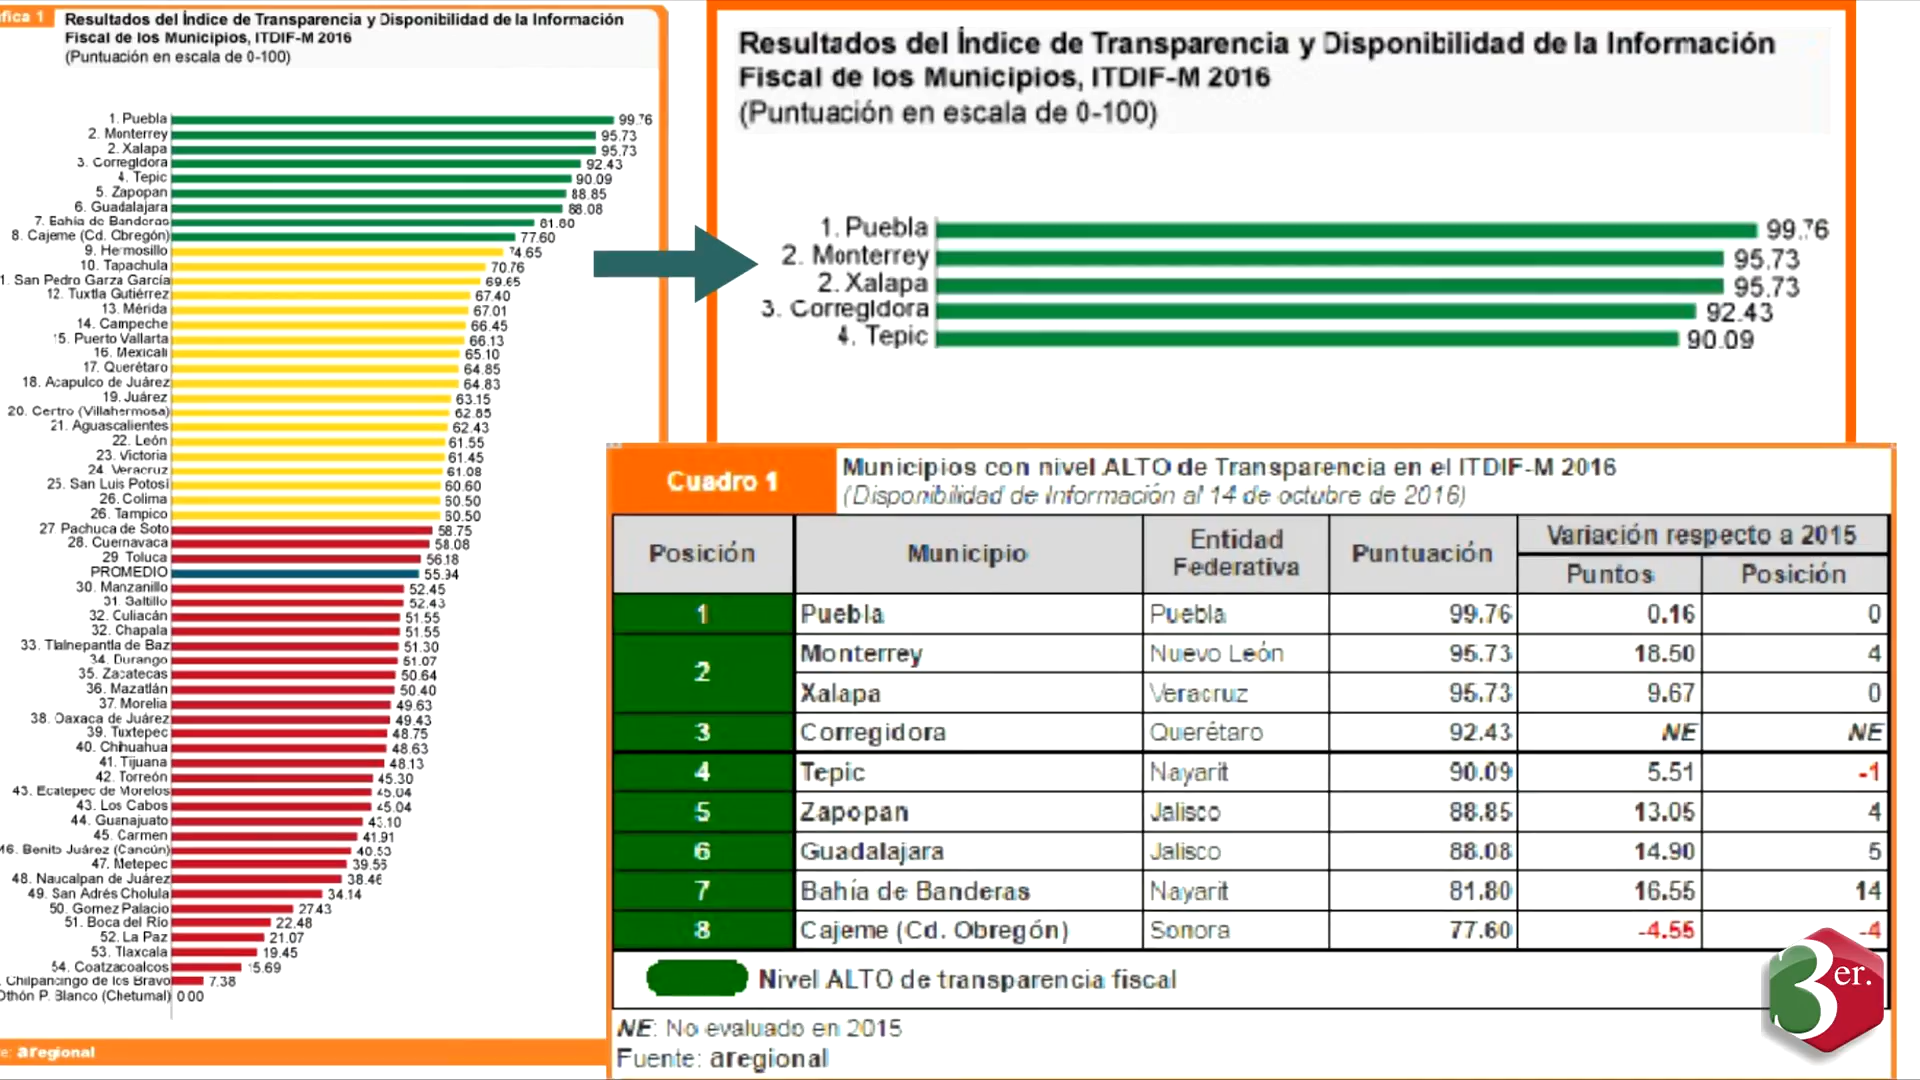 fica 1
Resultados del Índice de Transparencia y Disponibilidad de la Información
Fiscal de los Municipios, ITDIF-M 2016
(Puntuación en escala de 0-100)
1. Puebla 99.76
2. Monterrey 95.73
2. Xalapa 95.73
3. Corregidora 92.43
4. Tepic 90.09
5. Zapopan 88.85
6. Guadalajara 88.08
7. Bahía de Banderas 81.80
8. Cajeme (Cd. Obregón) 77.60
9. Hermosillo 74.65
10. Tapachula 70.76
1. San Pedro Garza García 69.65
12. Tuxtla Gutiérrez 67.40
13. Mérida 67.01
14. Campeche 66.45
15. Puerto Vallarta 66.13
16. Mexicali 65.10
17. Querétaro 64.85
18. Acapulco de Juárez 64.83
19. Juárez 63.15
20. Centro (Villahermosa) 62.85
21. Aguascalientes 62.43
22. León 61.55
23. Victoria 61.45
24. Veracruz 61.08
25. San Luis Potosí 60.60
26. Colima 60.50
26. Tampico 60.50
27 Pachuca de Soto 58.75
28. Cuernavaca 58.08
29 Toluca 56.18
PROMEDIO 55.94
30. Manzanillo 52.45
31. Saltillo 52.43
32. Culiacán 51.55
32. Chapala 51.55
33. Tlalnepantla de Baz 51.30
34. Durango 51.07
35. Zacatecas 50.64
36. Mazatlán 50.40
37. Morelia 49.63
38. Oaxaca de Juárez 49.43
39. Tuxtepec 48.75
40. Chihuahua 48.63
41. Tijuana 48.13
42. Torreón 45.30
43. Ecatepec de Morelos 45.04
43. Los Cabos 45.04
44. Guanajuato 43.10
45. Carmen 41.91
46. Benito Juárez (Cancún) 40.53
47. Metepec 39.55
48. Naucalpan de Juárez 38.46
49. San Adrés Cholula 34.14
50. Gomez Palacio 27.43
51. Boca del Río 22.48
52. La Paz 21.07
53. Tlaxcala 19.45
54. Coatzacoalcos 15.69
Chilpancingo de los Bravo 7.38
Othón P. Blanco (Chetumal) 0.00
e: aregional
Resultados del Índice de Transparencia y Disponibilidad de la Información
Fiscal de los Municipios, ITDIF-M 2016
(Puntuación en escala de 0-100)
1. Puebla 99.76
2. Monterrey 95.73
2. Xalapa 95.73
3. Corregidora 92.43
4. Tepic 90.09
Cuadro 1
Municipios con nivel ALTO de Transparencia en el ITDIF-M 2016
(Disponibilidad de Información al 14 de octubre de 2016)
Posición Municipio Entidad Federativa Puntuación Variación respecto a 2015
Puntos Posición
1 Puebla Puebla 99.76 0.16 0
2 Monterrey Nuevo León 95.73 18.50 4
Xalapa Veracruz 95.73 9.67 0
3 Corregidora Querétaro 92.43 NE NE
4 Tepic Nayarit 90.09 5.51 -1
5 Zapopan Jalisco 88.85 13.05 4
6 Guadalajara Jalisco 88.08 14.90 5
7 Bahía de Banderas Nayarit 81.80 16.55 14
8 Cajeme (Cd. Obregón) Sonora 77.60 -4.55 -4
Nivel ALTO de transparencia fiscal
NE: No evaluado en 2015
Fuente: aregional
3er.